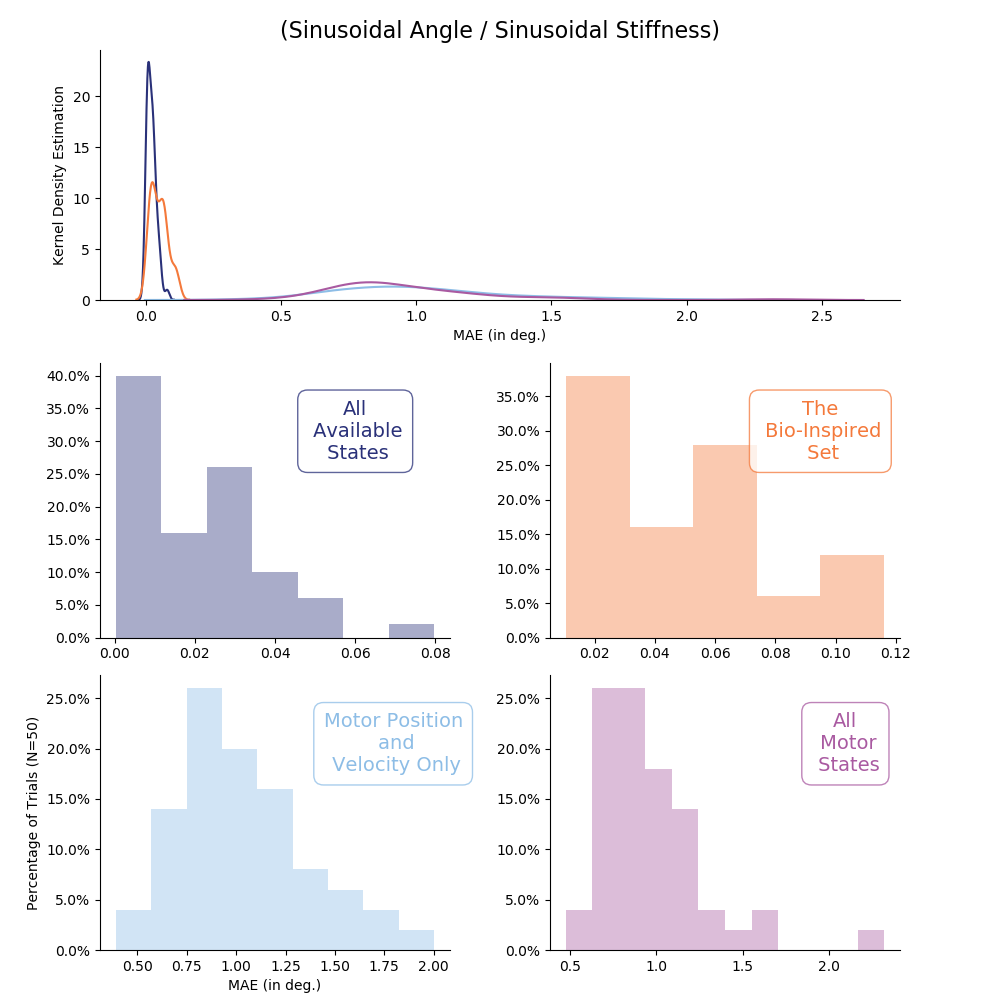 (Sinusoidal Angle / Sinusoidal Stiffness)
Kernel Density Estimation
20
15
10
5
0
0.0 0.5 1.0 1.5 2.0 2.5
MAE (in deg.)
40.0%
35.0%
30.0%
25.0%
20.0%
15.0%
10.0%
5.0%
0.0%
All
Available
States
0.00 0.02 0.04 0.06 0.08
35.0%
30.0%
25.0%
20.0%
15.0%
10.0%
5.0%
0.0%
The
Bio-Inspired
Set
0.02 0.04 0.06 0.08 0.10 0.12
Percentage of Trials (N=50)
25.0%
20.0%
15.0%
10.0%
5.0%
0.0%
Motor Position
and
Velocity Only
0.50 0.75 1.00 1.25 1.50 1.75 2.00
MAE (in deg.)
25.0%
20.0%
15.0%
10.0%
5.0%
0.0%
All
Motor
States
0.5 1.0 1.5 2.0